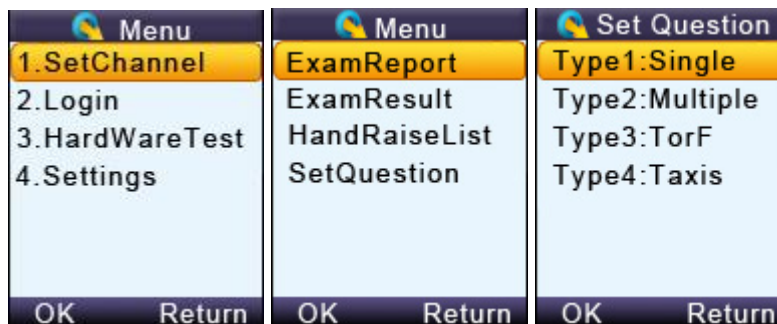 Menu
1.SetChannel
2.Login
3.HardWareTest
4.Settings
OK Return
Menu
ExamReport
ExamResult
HandRaiseList
SetQuestion
OK Return
Set Question
Type1:Single
Type2:Multiple
Type3:TorF
Type4:Taxis
OK Return